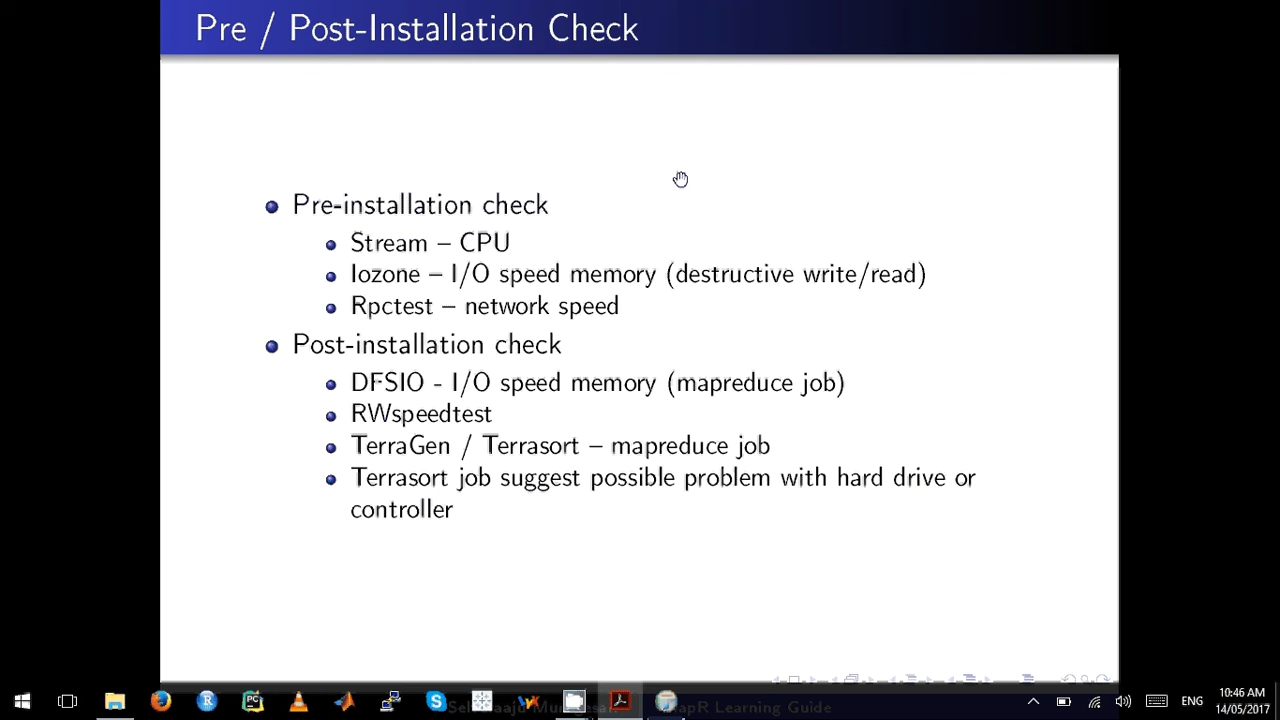 Pre / Post-Installation Check
Pre-installation check
Stream – CPU
Iozone – I/O speed memory (destructive write/read)
Rpctest – network speed
Post-installation check
DFSIO - I/O speed memory (mapreduce job)
RWspeedtest
TerraGen / Terrasort – mapreduce job
Terrasort job suggest possible problem with hard drive or
controller
ENG
10:46 AM
14/05/2017
Learning Guide